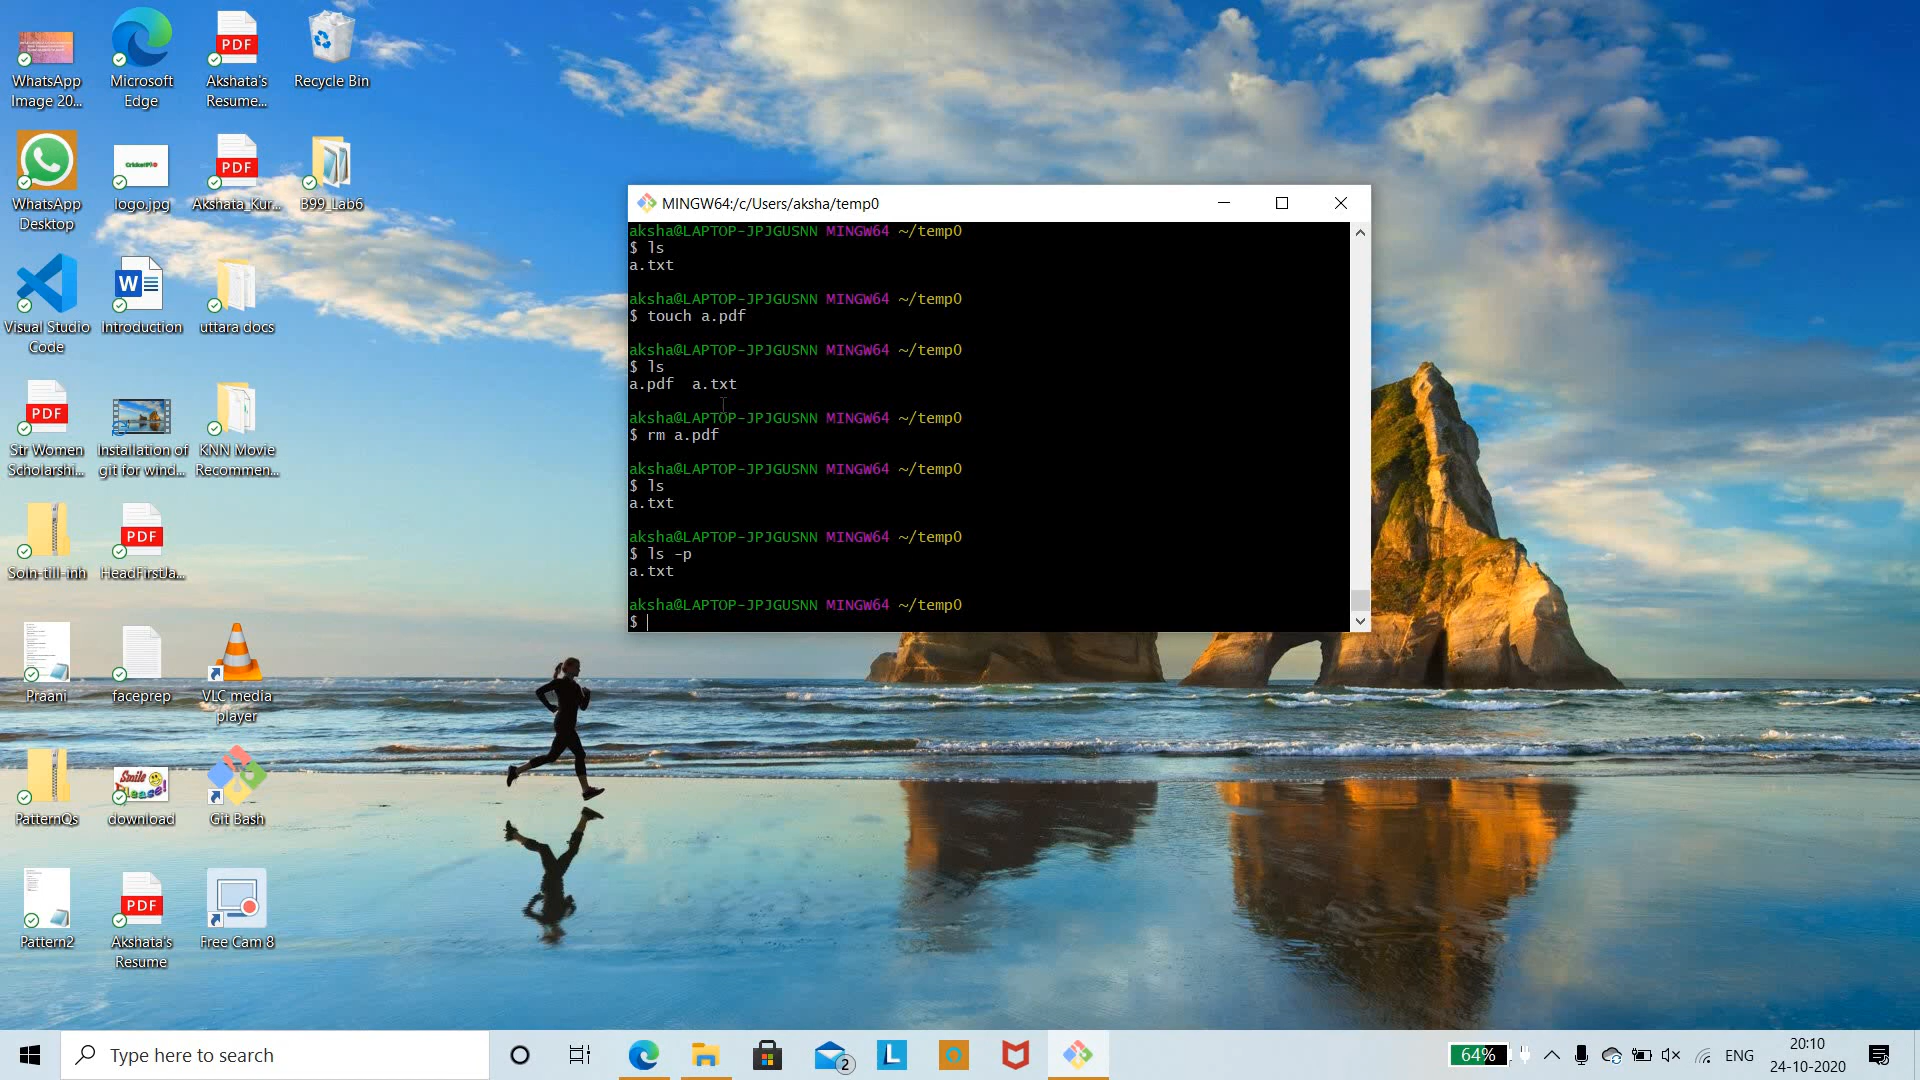 WhatsApp
Image 20...
Microsoft
Edge
PDF
Akshata's
Resume...
Recycle Bin
WhatsApp
Desktop
logo.jpg
PDF
Akshata_Kur...
B99_Lab6
Visual Studio
Code
W
Introduction
uttara docs
PDF
Str Women
Scholarshi...
Installation of
git for wind...
KNN Movie
Recommen...
Soln-till-inh
PDF
HeadFirstJa...
Praani
faceprep
VLC media
player
PatternQs
Smile
Please!
download
Git Bash
Pattern2
PDF
Akshata's
Resume
Free Cam 8
MINGW64:/c/Users/aksha/temp0
aksha@LAPTOP-JPJGUSNN MINGW64 ~/temp0
$ ls
a.txt
aksha@LAPTOP-JPJGUSNN MINGW64 ~/temp0
$ touch a.pdf
aksha@LAPTOP-JPJGUSNN MINGW64 ~/temp0
$ ls
a.pdf  a.txt
aksha@LAPTOP-JPJGUSNN MINGW64 ~/temp0
$ rm a.pdf
aksha@LAPTOP-JPJGUSNN MINGW64 ~/temp0
$ ls
a.txt
aksha@LAPTOP-JPJGUSNN MINGW64 ~/temp0
$ ls -p
a.txt
aksha@LAPTOP-JPJGUSNN MINGW64 ~/temp0
$
Type here to search
2
L
64%
ENG
20:10
24-10-2020